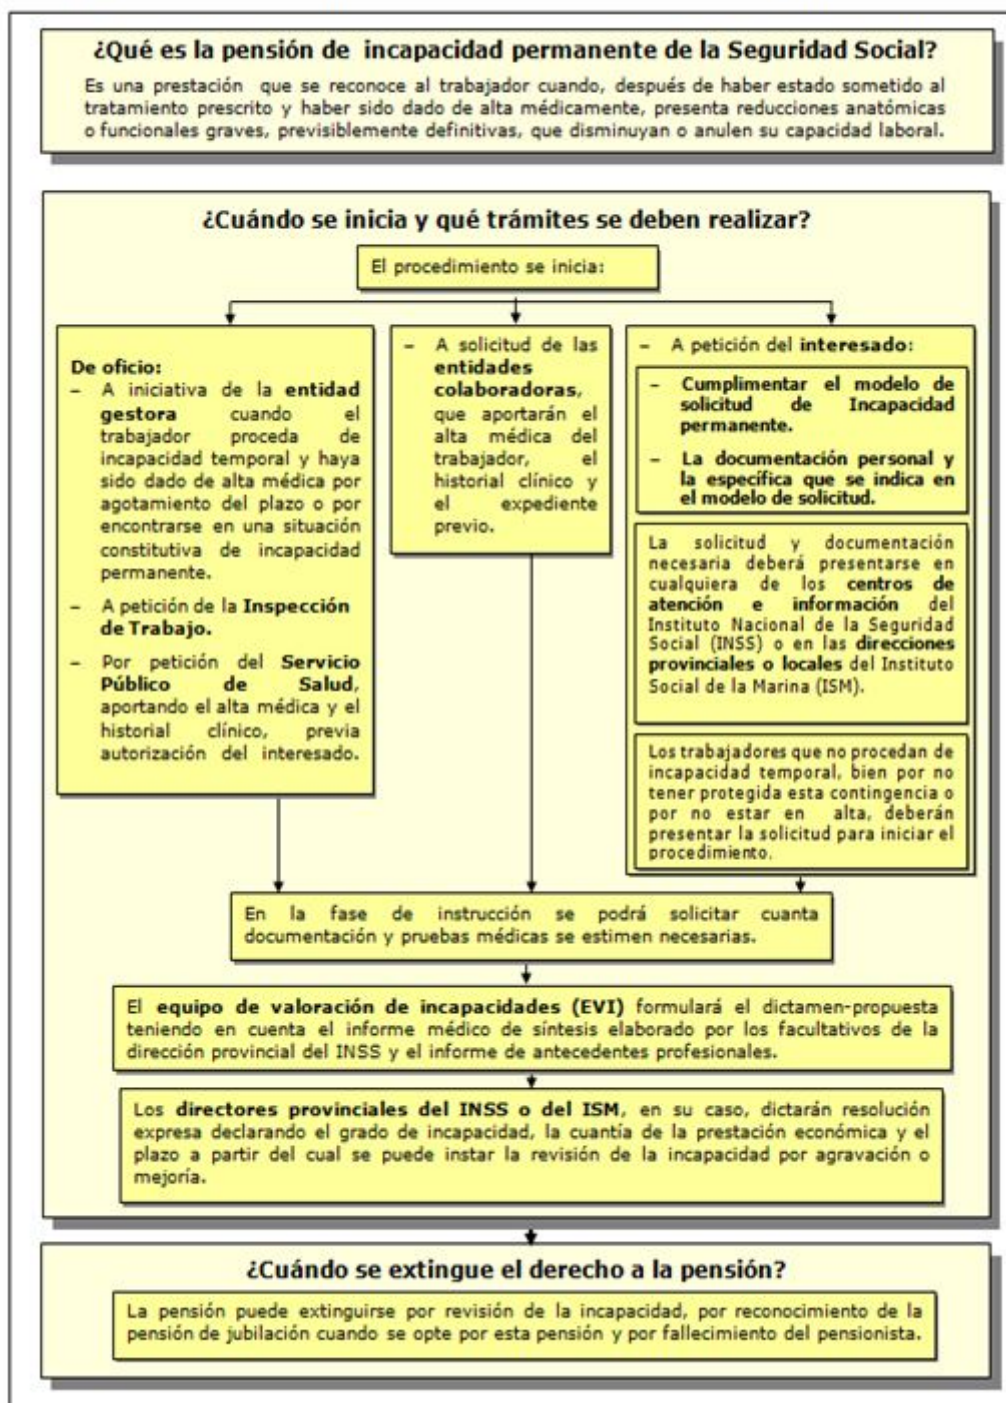 ¿Qué es la pensión de incapacidad permanente de la Seguridad Social?
Es una prestación que se reconoce al trabajador cuando, después de haber estado sometido al
tratamiento prescrito y haber sido dado de alta médicamente, presenta reducciones anatómicas
o funcionales graves, previsiblemente definitivas, que disminuyan o anulen su capacidad laboral.
¿Cuándo se inicia y qué trámites se deben realizar?
El procedimiento se inicia:
De oficio:
– A iniciativa de la entidad
gestora cuando el
trabajador proceda de
incapacidad temporal y haya
sido dado de alta médica por
agotamiento del plazo o por
encontrarse en una situación
constitutiva de incapacidad
permanente.
– A petición de la Inspección
de Trabajo.
– Por petición del Servicio
Público de Salud,
aportando el alta médica y el
historial clínico, previa
autorización del interesado.
– A solicitud de las
entidades
colaboradoras,
que aportarán el
alta médica del
trabajador, el
historial clínico y
el expediente
previo.
– A petición del interesado:
– Cumplimentar el modelo de
solicitud de Incapacidad
permanente.
– La documentación personal y
la específica que se indica en
el modelo de solicitud.
La solicitud y documentación
necesaria deberá presentarse en
cualquiera de los centros de
atención e información del
Instituto Nacional de la Seguridad
Social (INSS) o en las direcciones
provinciales o locales del Instituto
Social de la Marina (ISM).
Los trabajadores que no procedan de
incapacidad temporal, bien por no
tener protegida esta contingencia o
por no estar en alta, deberán
presentar la solicitud para iniciar el
procedimiento.
En la fase de instrucción se podrá solicitar cuanta
documentación y pruebas médicas se estimen necesarias.
El equipo de valoración de incapacidades (EVI) formulará el dictamen-propuesta
teniendo en cuenta el informe médico de síntesis elaborado por los facultativos de la
dirección provincial del INSS y el informe de antecedentes profesionales.
Los directores provinciales del INSS o del ISM, en su caso, dictarán resolución
expresa declarando el grado de incapacidad, la cuantía de la prestación económica y el
plazo a partir del cual se puede instar la revisión de la incapacidad por agravación o
mejoría.
¿Cuándo se extingue el derecho a la pensión?
La pensión puede extinguirse por revisión de la incapacidad, por reconocimiento de la
pensión de jubilación cuando se opte por esta pensión y por fallecimiento del pensionista.